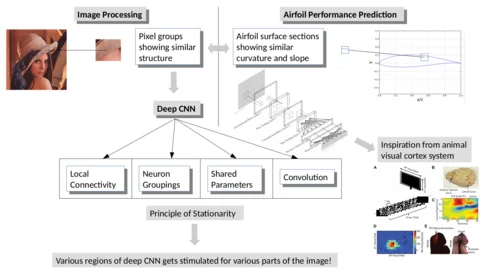 Image Processing
Airfoil Performance Prediction
Pixel groups
showing similar
structure
Airfoil surface sections
showing similar
curvature and slope
x/C
Deep CNN
Inspiration from animal
visual cortex system
Local
Connectivity
Neuron
Groupings
Shared
Parameters
Convolution
A
B
C
D
E
Principle of Stationarity
Various regions of deep CNN gets stimulated for various parts of the image!